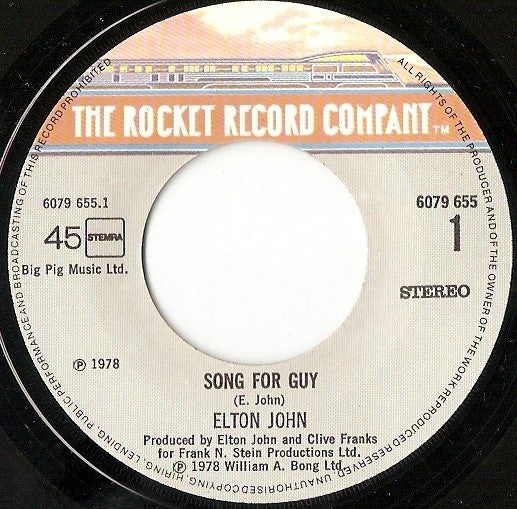 THE ROCKET RECORD COMPANY TM
6079 655.1
45 STEMRA
Big Pig Music Ltd.
6079 655
1
STEREO
℗ 1978
SONG FOR GUY
(E. John)
ELTON JOHN
Produced by Elton John and Clive Franks
for Frank N. Stein Productions Ltd.
℗ 1978 William A. Bong Ltd.
ALL RIGHTS OF THE PRODUCER AND OF THE OWNER OF THE WORK REPRODUCED RESERVED. UNAUTHORISED COPYING, HIRING, LENDING, PUBLIC PERFORMANCE AND BROADCASTING OF THIS RECORD PROHIBITED